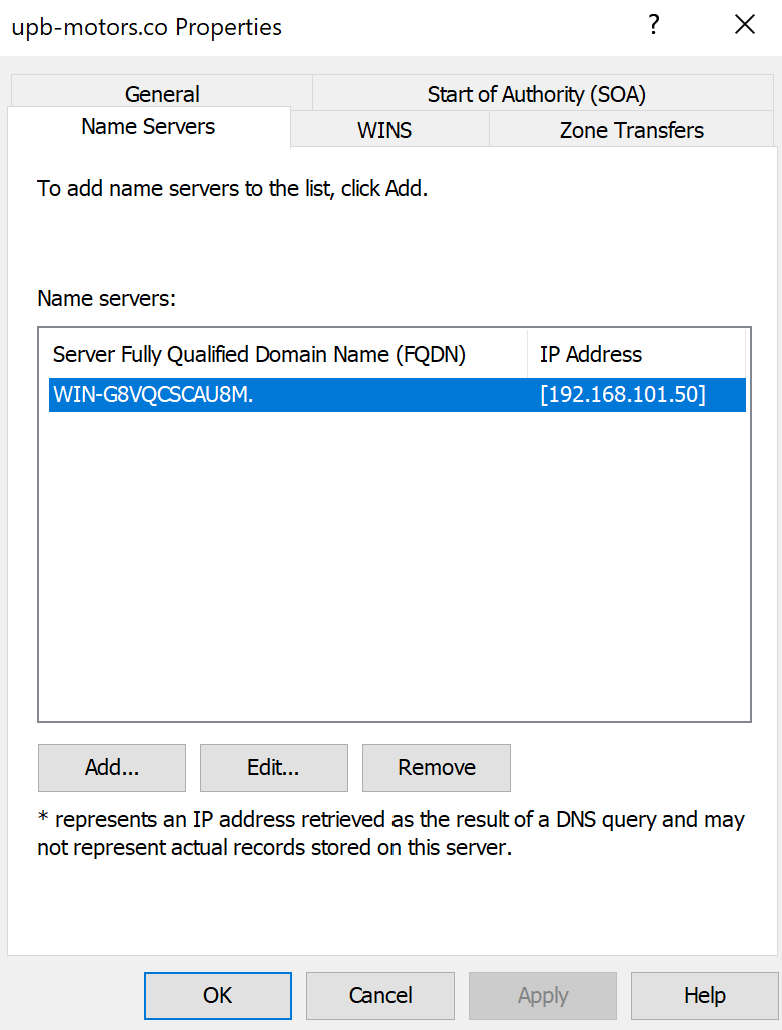 upb-motors.co Properties
?
General
Start of Authority (SOA)
Name Servers
WINS
Zone Transfers
To add name servers to the list, click Add.
Name servers:
Server Fully Qualified Domain Name (FQDN)
IP Address
WIN-G8VQCSCAU8M.
[192.168.101.50]
Add...
Edit...
Remove
* represents an IP address retrieved as the result of a DNS query and may
not represent actual records stored on this server.
OK
Cancel
Apply
Help